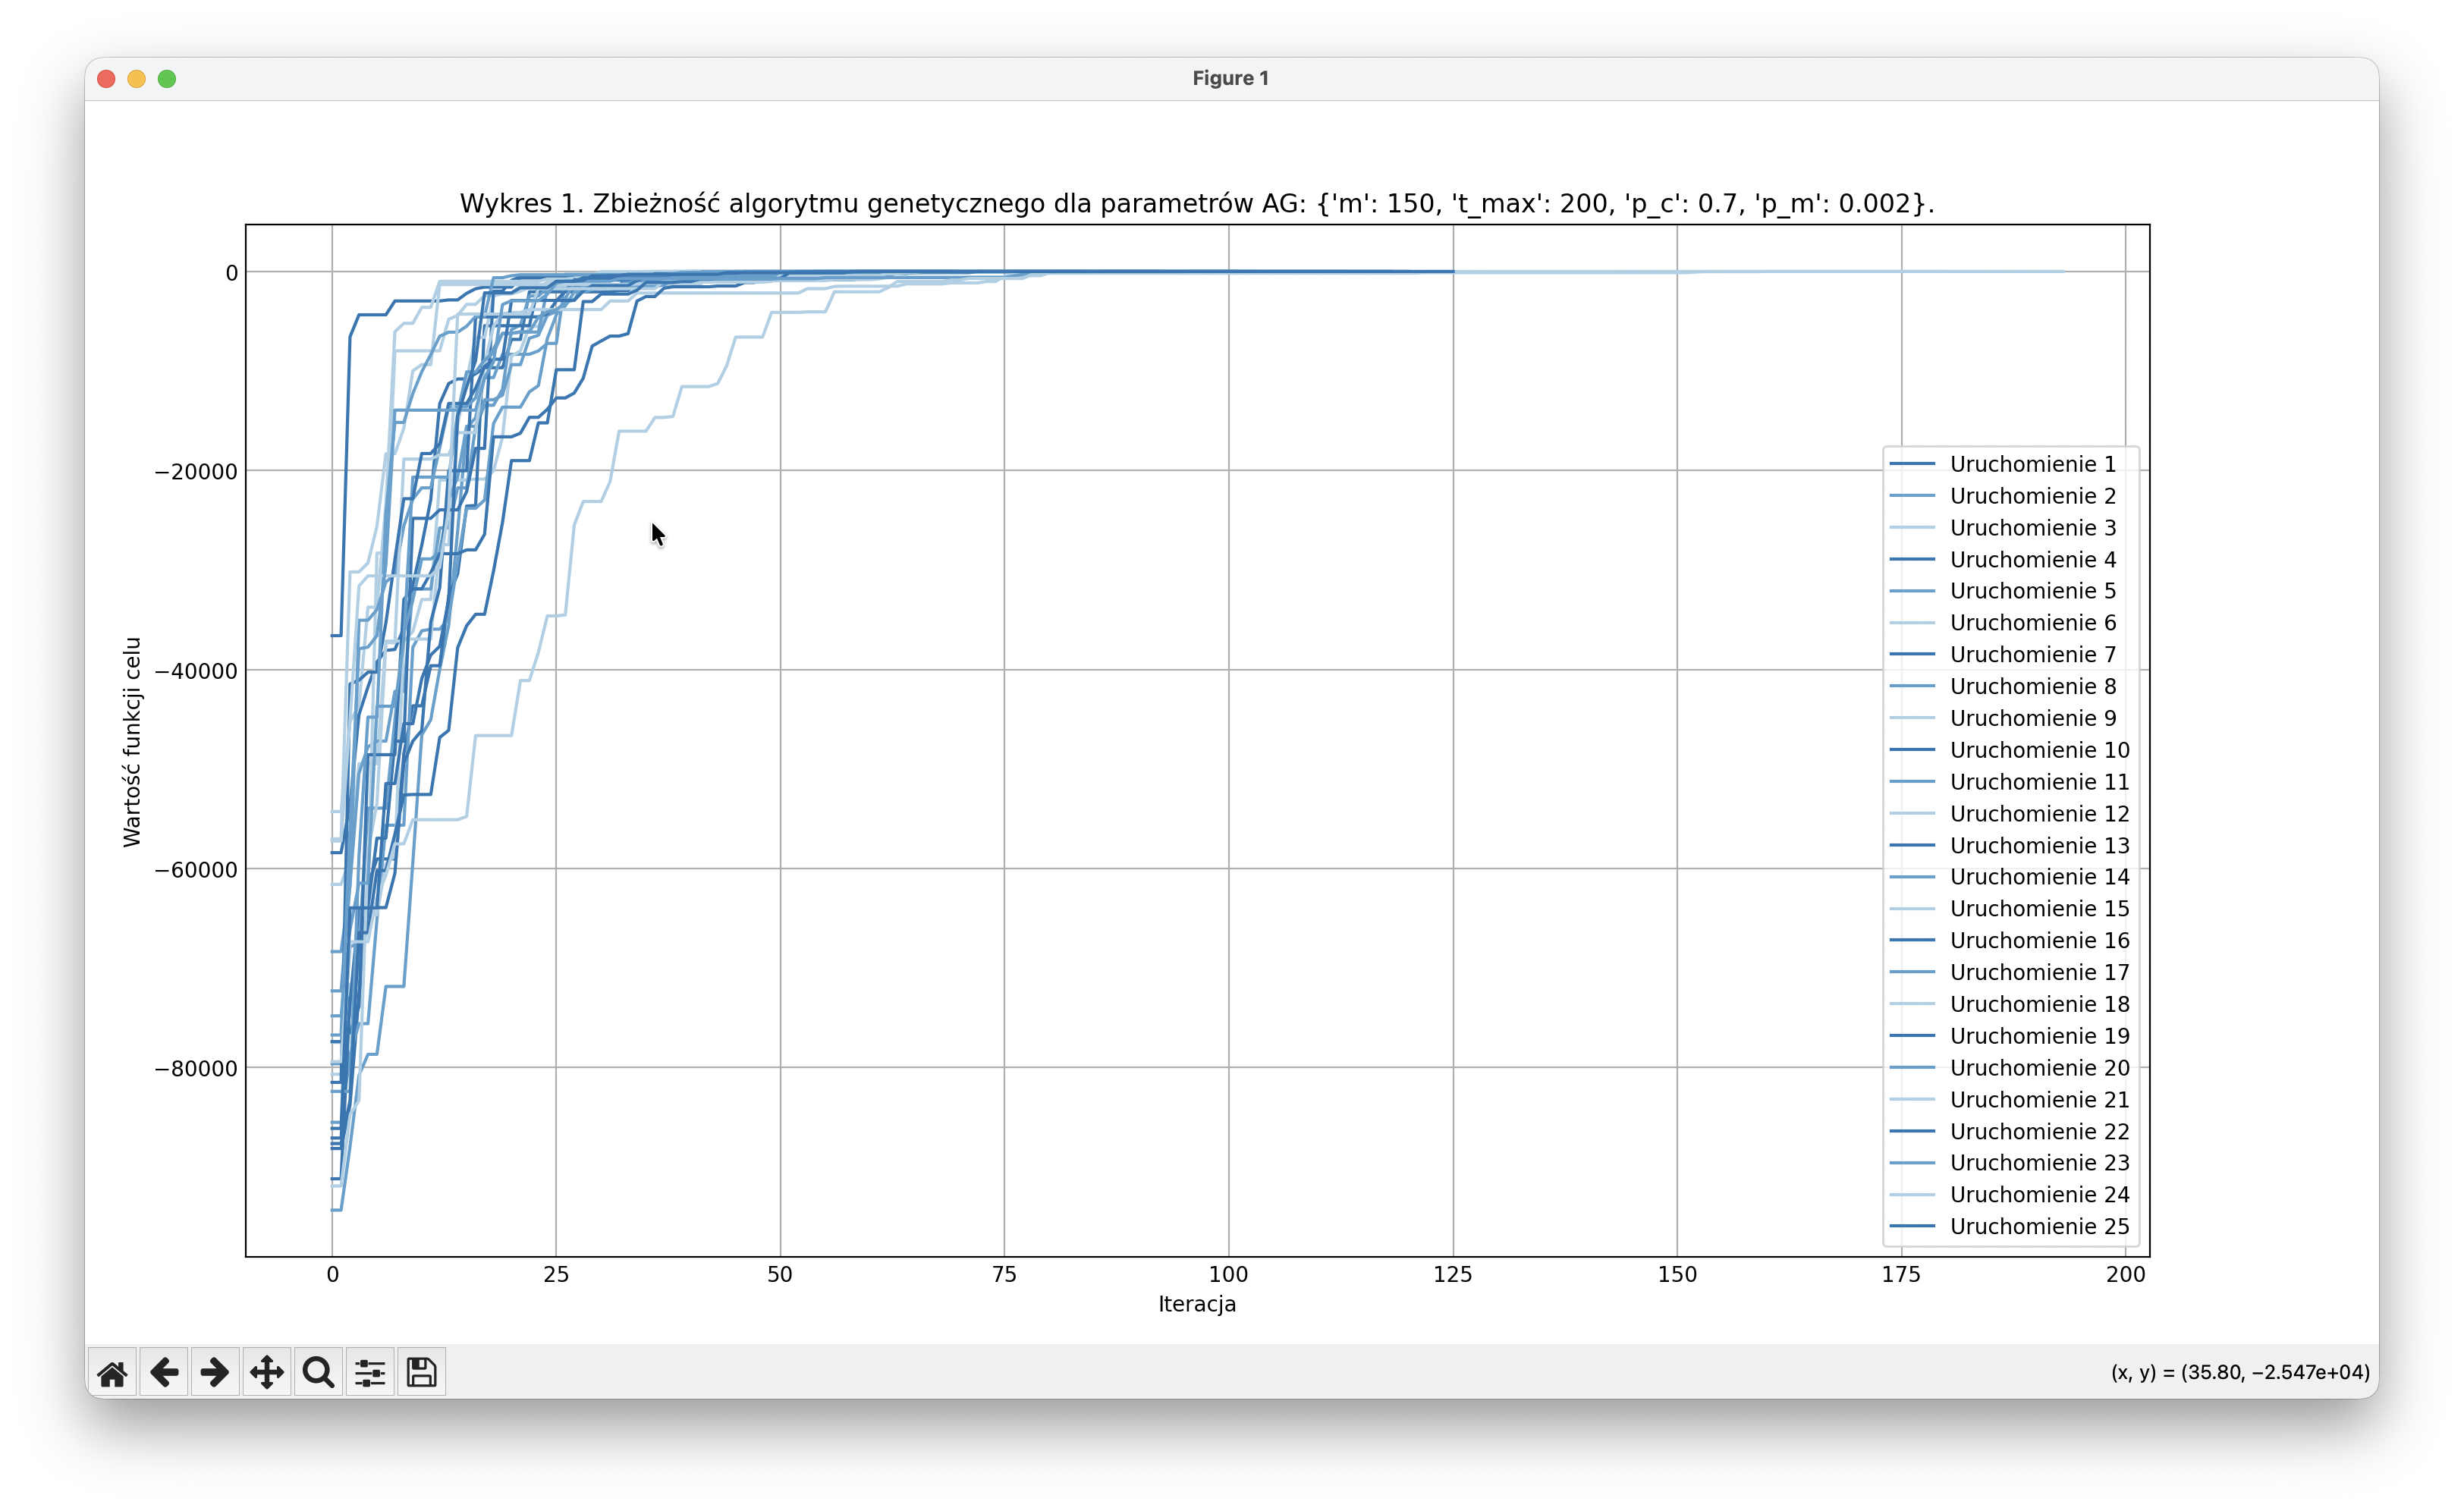 Figure 1
Wykres 1. Zbieżność algorytmu genetycznego dla parametrów AG: {'m': 150, 't_max': 200, 'p_c': 0.7, 'p_m': 0.002}.
Wartość funkcji celu
0
−20000
−40000
−60000
−80000
Uruchomienie 1
Uruchomienie 2
Uruchomienie 3
Uruchomienie 4
Uruchomienie 5
Uruchomienie 6
Uruchomienie 7
Uruchomienie 8
Uruchomienie 9
Uruchomienie 10
Uruchomienie 11
Uruchomienie 12
Uruchomienie 13
Uruchomienie 14
Uruchomienie 15
Uruchomienie 16
Uruchomienie 17
Uruchomienie 18
Uruchomienie 19
Uruchomienie 20
Uruchomienie 21
Uruchomienie 22
Uruchomienie 23
Uruchomienie 24
Uruchomienie 25
0 25 50 75 100 125 150 175 200
Iteracja
(x, y) = (35.80, −2.547e+04)